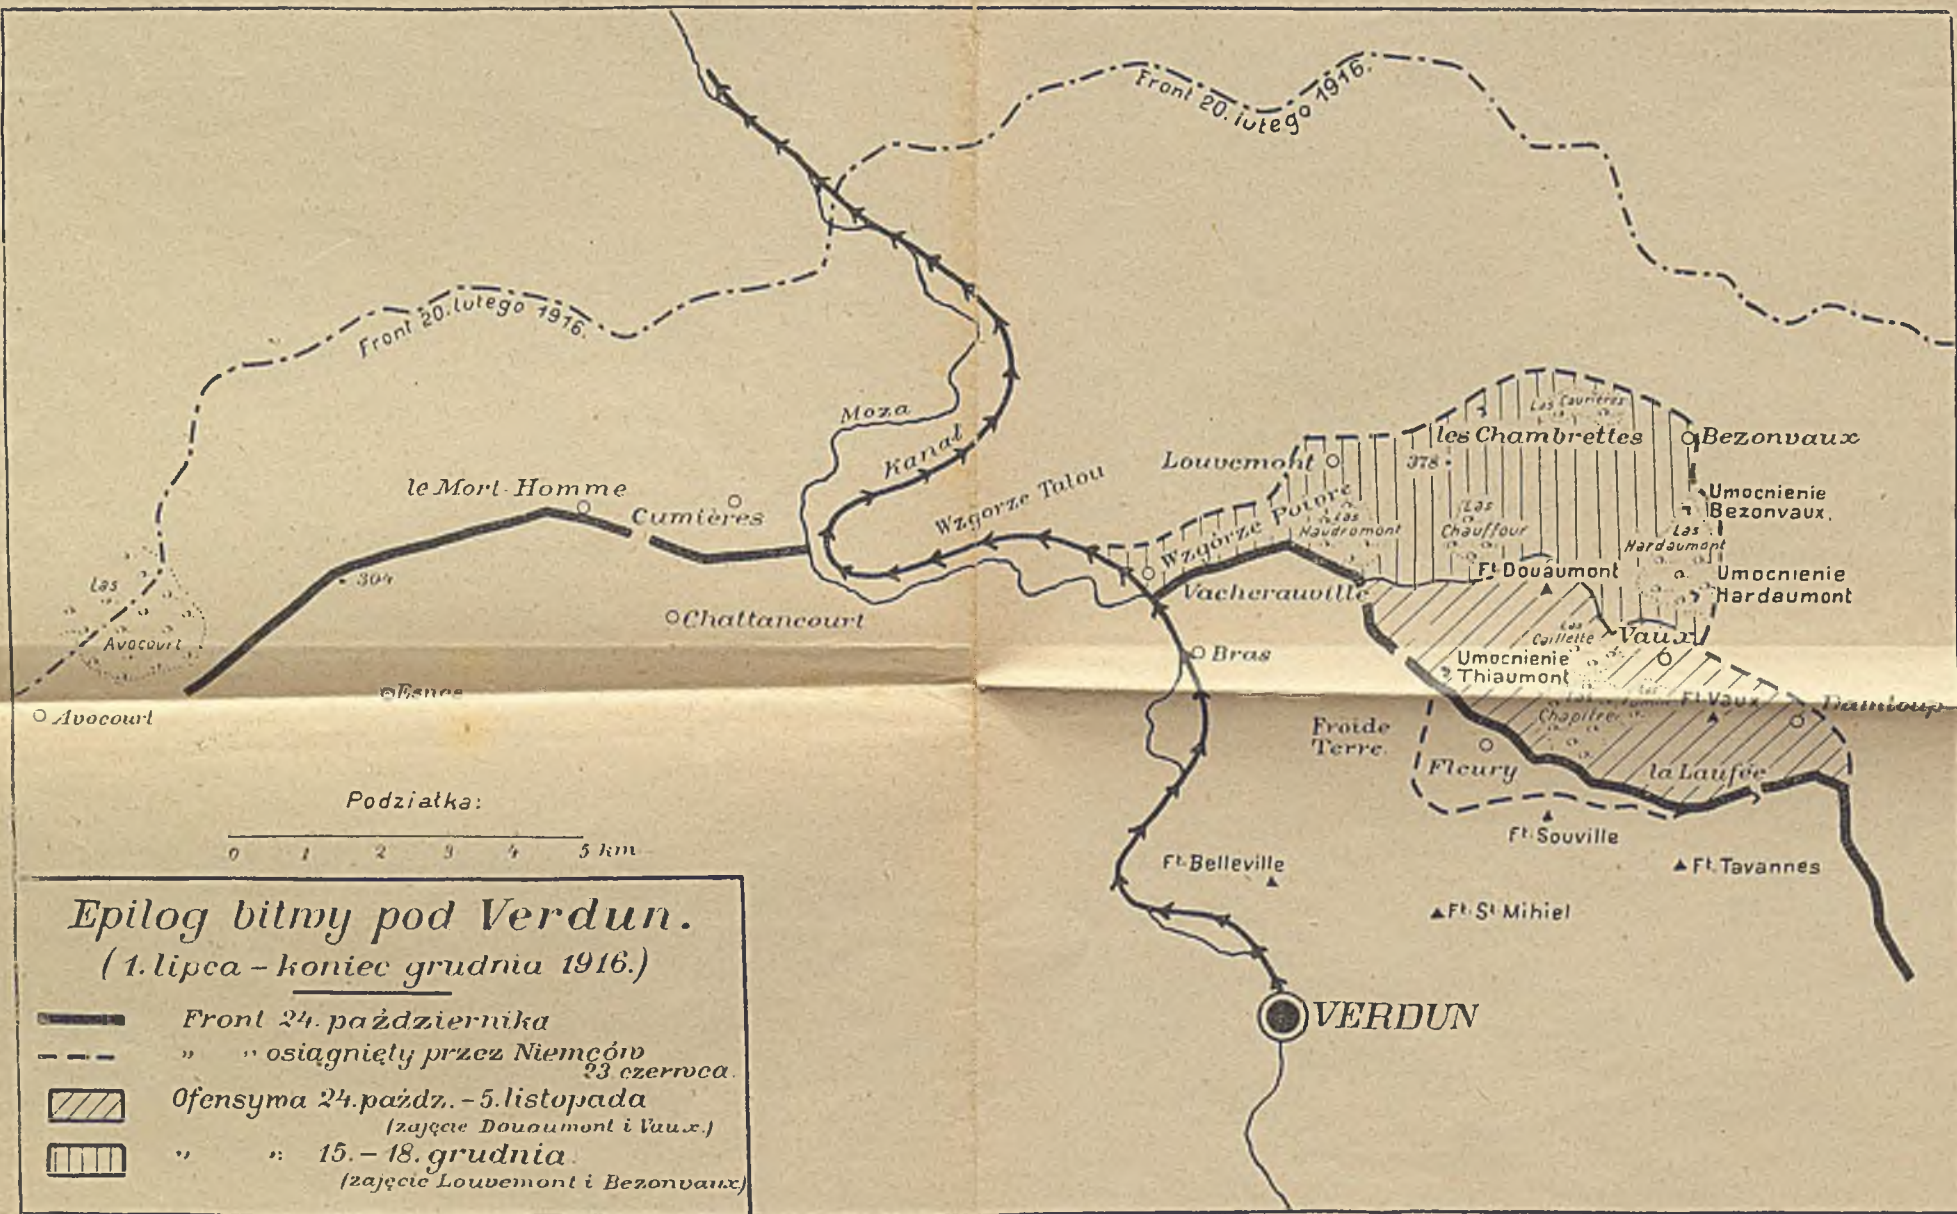 Front 20. lutego 1916.
Front 20. lutego 1916.
Moza
Kanał
le Mort-Homme
Cumières
Wzgorze Talou
Wzgórze Poivre
Louvemont
378
les Chambrettes
Las Caurières
Bezonvaux
Umocnienie
Bezonvaux.
Las
Haudromont
Las
Chauffour
Las
Hardaumont
Umocnienie
Hardaumont
Ft. Douaumont
304
Las
Avocourt
Chattancourt
Vacherauville
Las
Caillette
Vaux
Bras
Umocnienie
Thiaumont
Esnes
Avocourt
Las
Chapitre
Las
Fumin
Ft. Vaux
Damloup
Froide
Terre.
Fleury
la Laufée
Podziałka:
0 1 2 3 4 5 km
Ft. Souville
Ft. Belleville
Ft. Tavannes
Ft. St Mihiel
VERDUN
Epilog bitwy pod Verdun.
(1. lipca – koniec grudnia 1916.)
Front 24. października
" " osiągnięty przez Niemców
23 czerwca.
Ofensywa 24. paźdz. – 5. listopada
(zajęcie Douaumont i Vaux.)
" " 15. – 18. grudnia.
(zajęcie Louvemont i Bezonvaux)